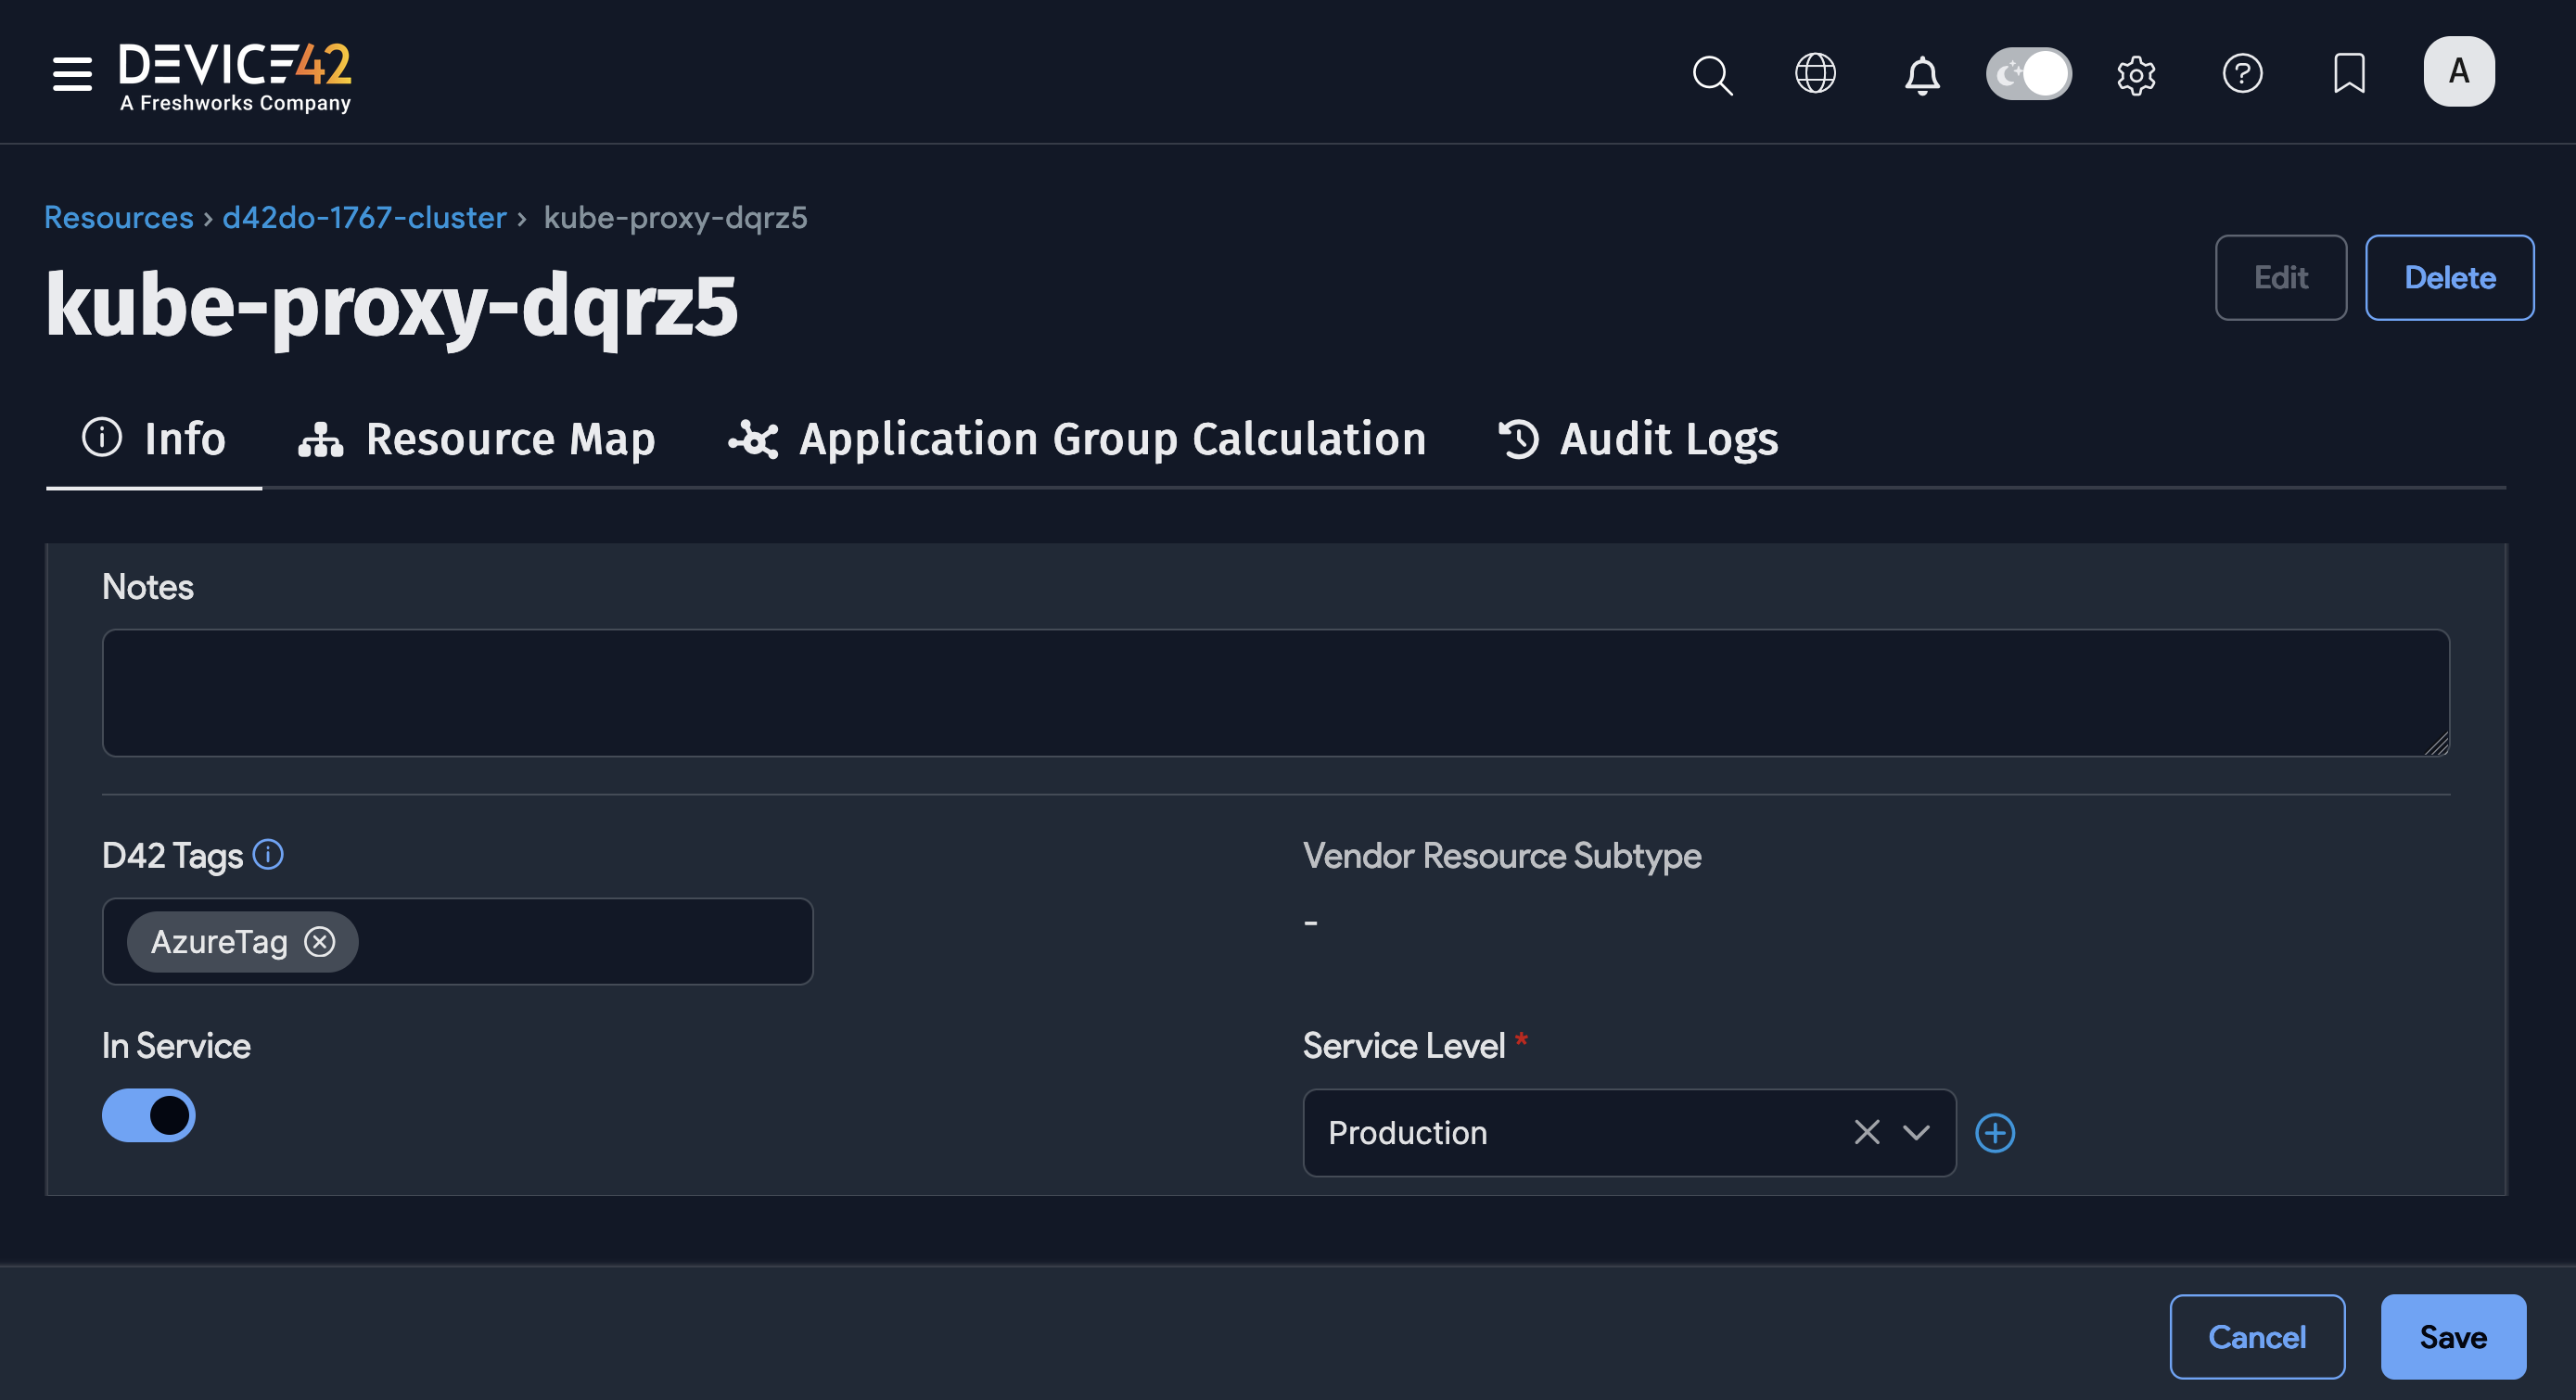 DEVICE42
A Freshworks Company
A
Resources › d42do-1767-cluster › kube-proxy-dqrz5
kube-proxy-dqrz5
Edit
Delete
Info
Resource Map
Application Group Calculation
Audit Logs
Notes
D42 Tags
Vendor Resource Subtype
AzureTag
-
In Service
Service Level *
Production
Cancel
Save